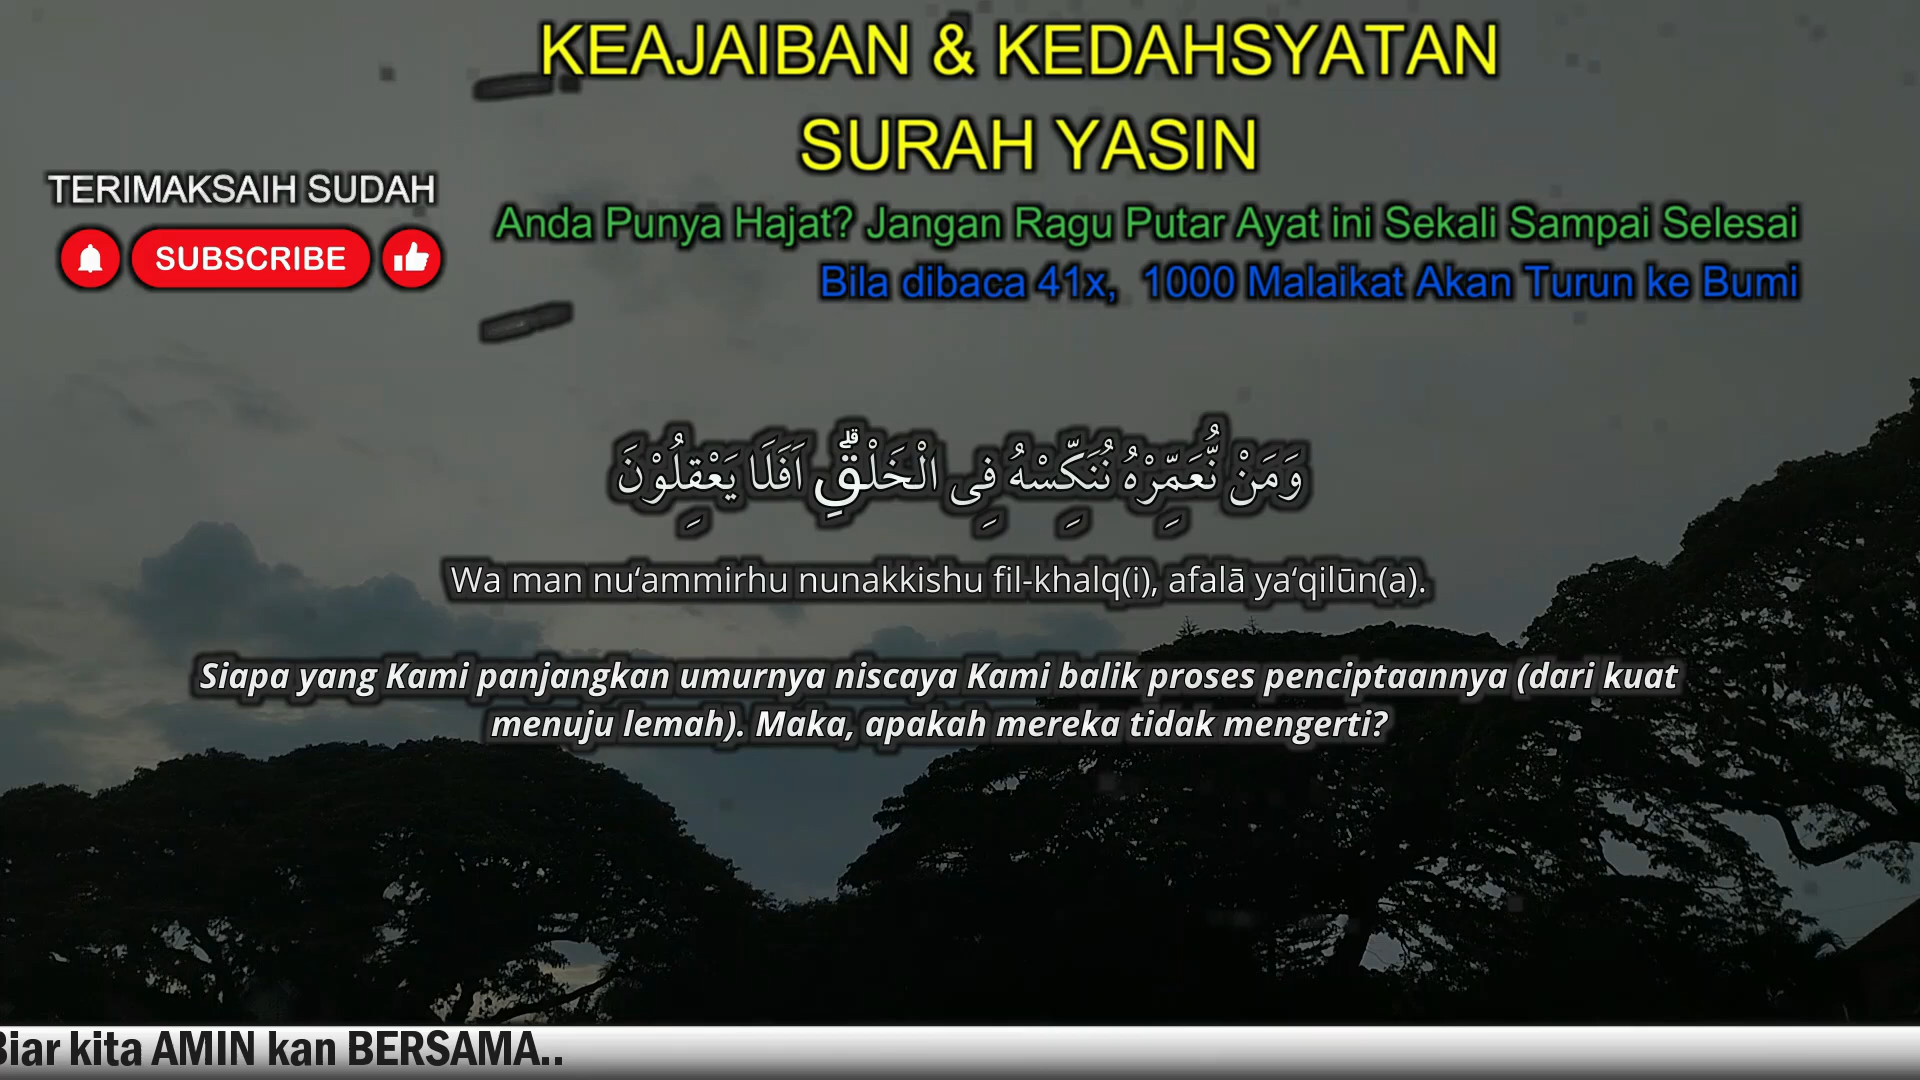 KEAJAIBAN & KEDAHSYATAN
SURAH YASIN
TERIMAKSAIH SUDAH
SUBSCRIBE
Anda Punya Hajat? Jangan Ragu Putar Ayat ini Sekali Sampai Selesai
Bila dibaca 41x, 1000 Malaikat Akan Turun ke Bumi
وَمَنْ نُّعَمِّرْهُ نُنَكِّسْهُ فِى الْخَلْقِۗ اَفَلَا يَعْقِلُوْنَ
Wa man nu‘ammirhu nunakkishu fil-khalq(i), afalā ya‘qilūn(a).
Siapa yang Kami panjangkan umurnya niscaya Kami balik proses penciptaannya (dari kuat
menuju lemah). Maka, apakah mereka tidak mengerti?
Biar kita AMIN kan BERSAMA..